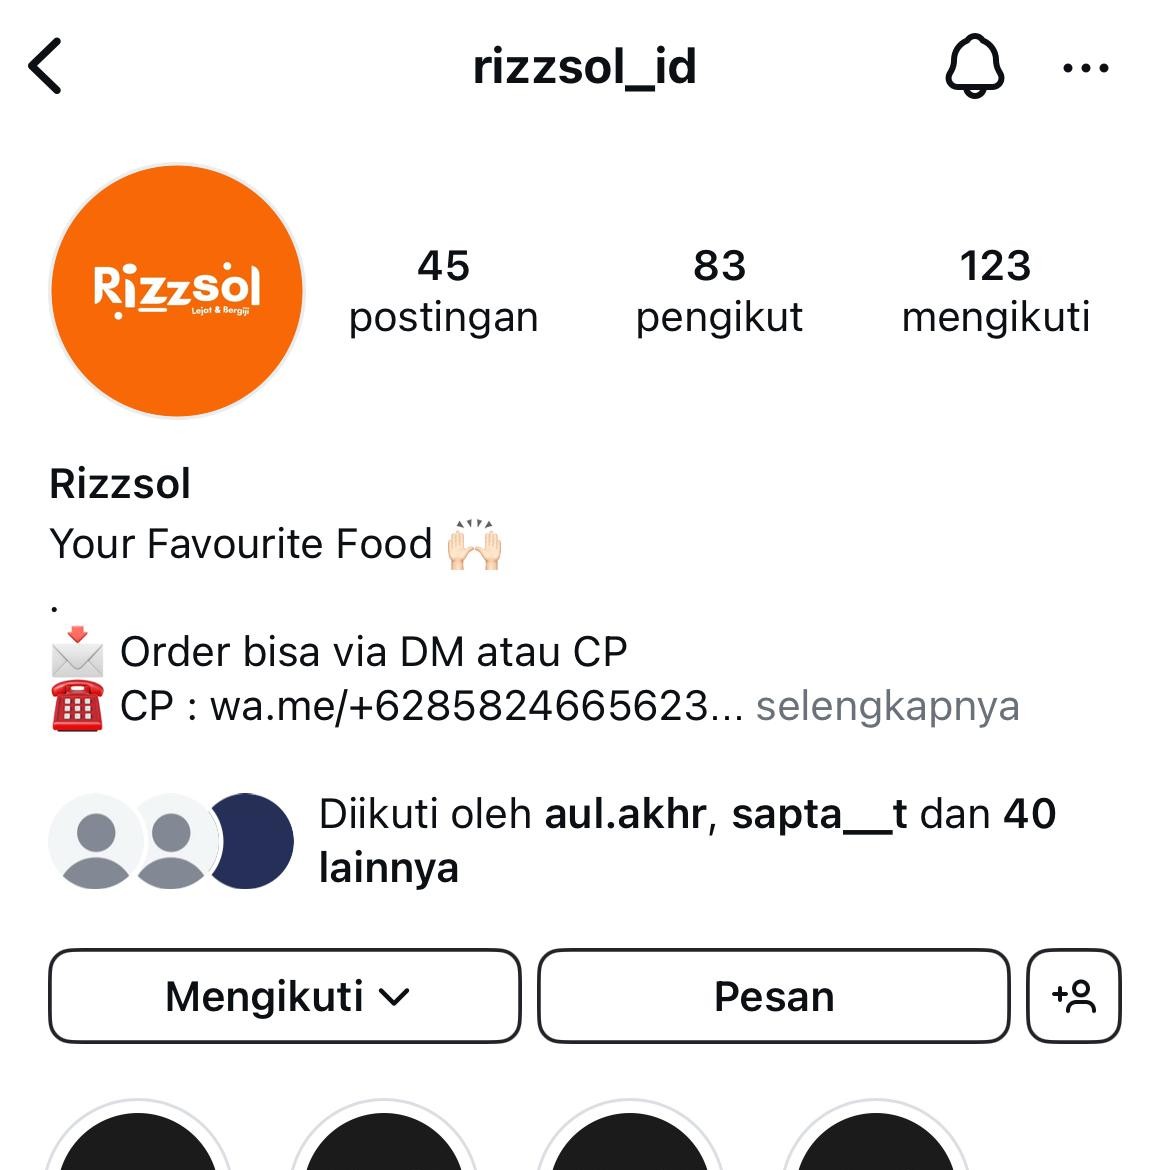 rizzsol_id
Rizzsol
Lejat & Bergiji
45
postingan
83
pengikut
123
mengikuti
Rizzsol
Your Favourite Food 🙌🏻
.
📩 Order bisa via DM atau CP
☎️ CP : wa.me/+6285824665623... selengkapnya
Diikuti oleh aul.akhr, sapta__t dan 40
lainnya
Mengikuti
Pesan